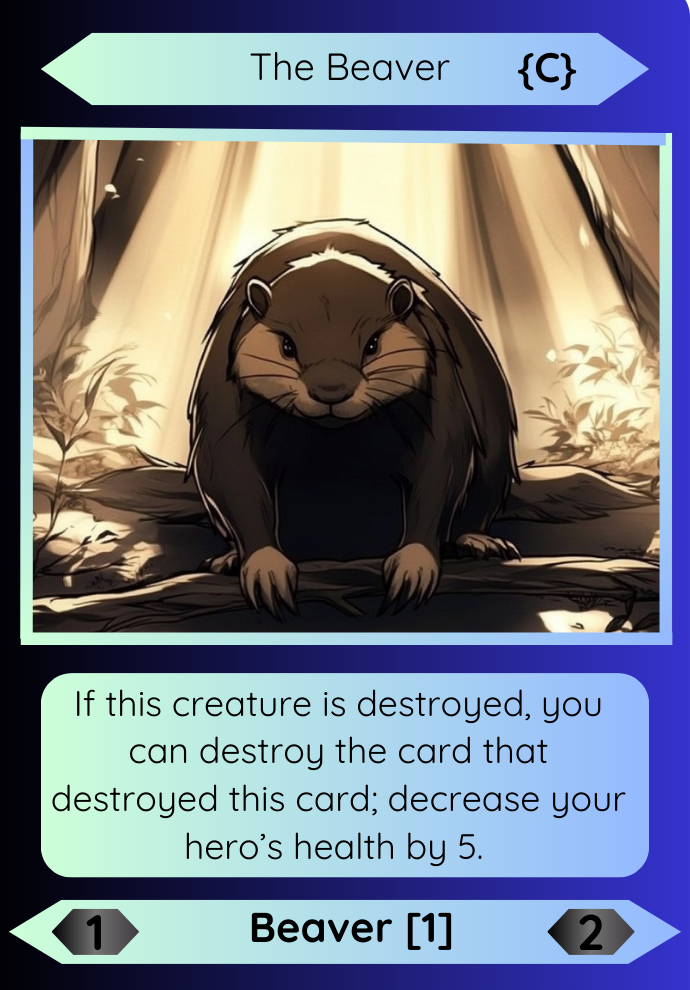 The Beaver {C}
If this creature is destroyed, you
can destroy the card that
destroyed this card; decrease your
hero’s health by 5.
1 Beaver [1] 2